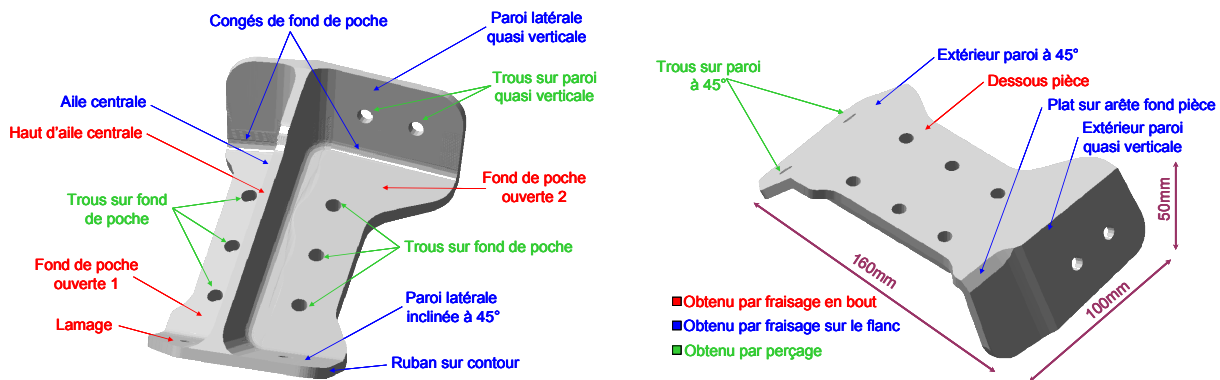 Congés de fond de poche
Paroi latérale
quasi verticale
Trous sur paroi
quasi verticale
Aile centrale
Haut d'aile centrale
Trous sur fond
de poche
Fond de poche
ouverte 1
Lamage
Fond de poche
ouverte 2
Trous sur fond de poche
Paroi latérale
inclinée à 45°
Ruban sur contour
Trous sur paroi
à 45°
Extérieur paroi à 45°
Dessous pièce
Plat sur arête fond pièce
Extérieur paroi
quasi verticale
50mm
160mm
100mm
Obtenu par fraisage en bout
Obtenu par fraisage sur le flanc
Obtenu par perçage